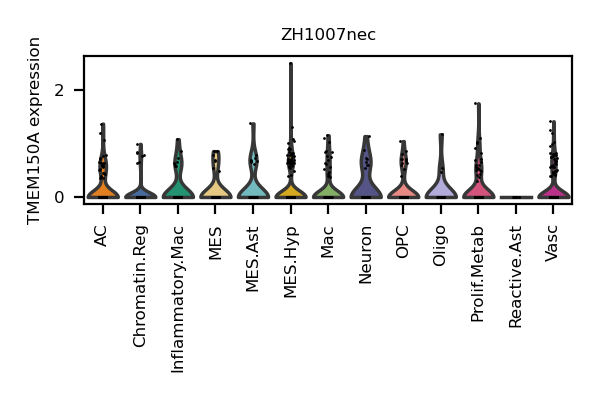 ZH1007nec
TMEM150A expression
2
0
AC
Chromatin.Reg
Inflammatory.Mac
MES
MES.Ast
MES.Hyp
Mac
Neuron
OPC
Oligo
Prolif.Metab
Reactive.Ast
Vasc